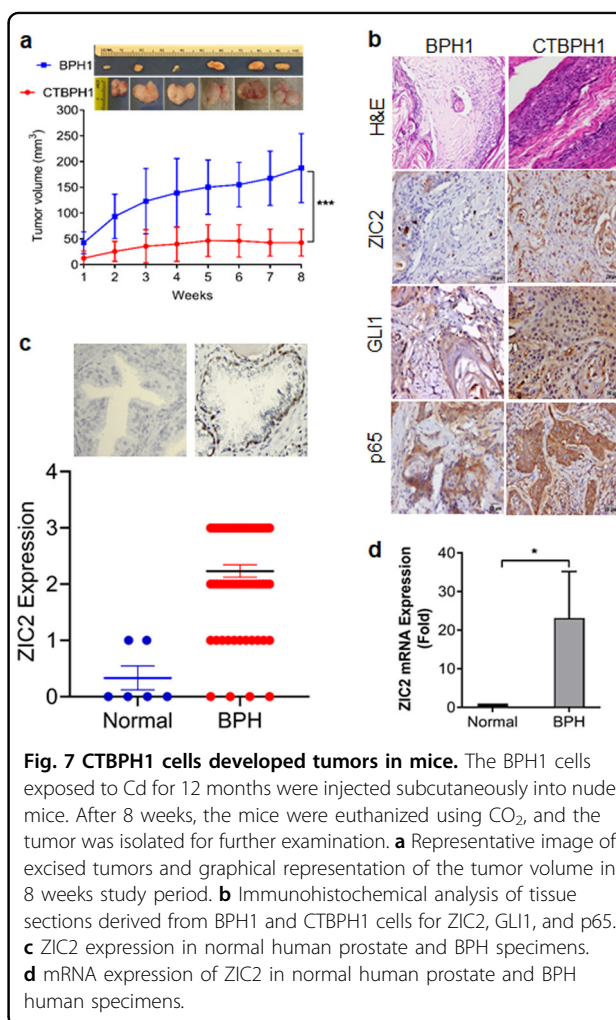 a
BPH1
CTBPH1
Tumor volume (mm³)
300
250
200
150
100
50
0
1 2 3 4 5 6 7 8
Weeks
***
b
BPH1 CTBPH1
H&E
ZIC2
GLI1
p65
c
ZIC2 Expression
4
3
2
1
0
Normal BPH
d
ZIC2 mRNA Expression
(Fold)
40
30
20
10
0
*
Normal BPH
Fig. 7 CTBPH1 cells developed tumors in mice. The BPH1 cells
exposed to Cd for 12 months were injected subcutaneously into nude
mice. After 8 weeks, the mice were euthanized using CO₂, and the
tumor was isolated for further examination. a Representative image of
excised tumors and graphical representation of the tumor volume in
8 weeks study period. b Immunohistochemical analysis of tissue
sections derived from BPH1 and CTBPH1 cells for ZIC2, GLI1, and p65.
c ZIC2 expression in normal human prostate and BPH specimens.
d mRNA expression of ZIC2 in normal human prostate and BPH
human specimens.